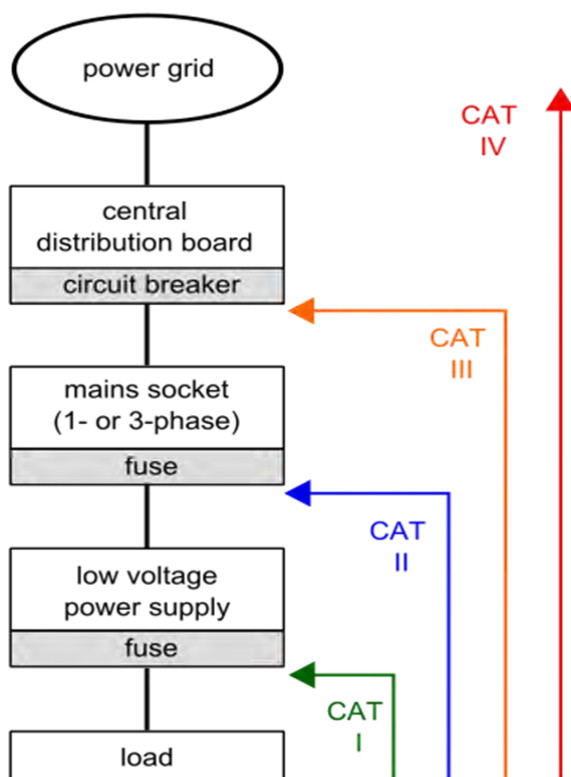 power grid
CAT
IV
central
distribution board
circuit breaker
CAT
III
mains socket
(1- or 3-phase)
fuse
CAT
II
low voltage
power supply
fuse
CAT
I
load